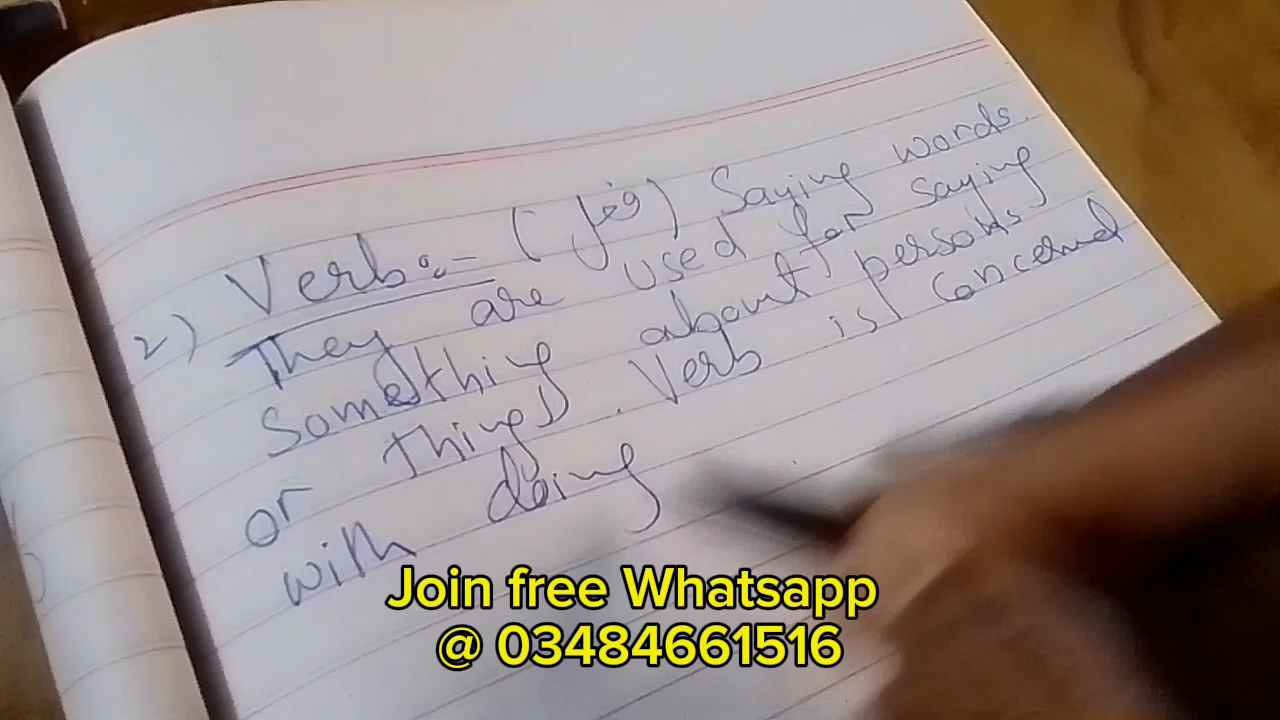 2) Verb:- (فعل) Saying words.
They are used for saying
Something about persons
or things. Verb is concerned
with doing
Join free Whatsapp
@ 03484661516